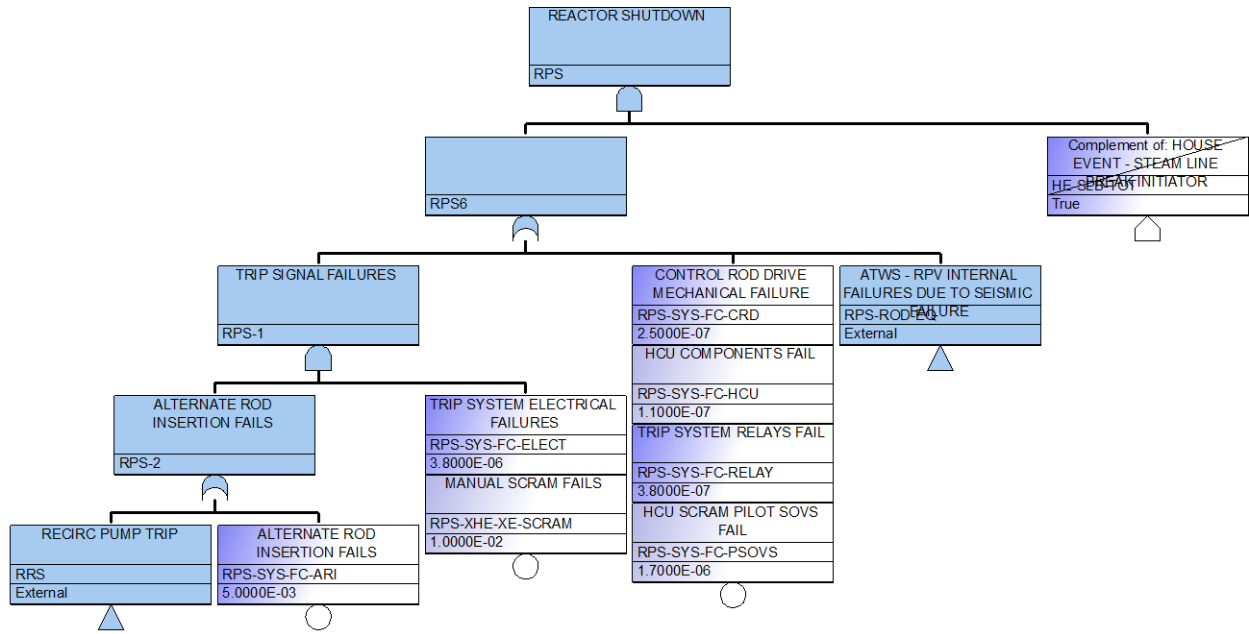 REACTOR SHUTDOWN
RPS
RPS6
Complement of: HOUSE
EVENT - STEAM LINE
BREAK INITIATOR
HE-SLB-TOT
True
TRIP SIGNAL FAILURES
RPS-1
CONTROL ROD DRIVE
MECHANICAL FAILURE
RPS-SYS-FC-CRD
2.5000E-07
HCU COMPONENTS FAIL
RPS-SYS-FC-HCU
1.1000E-07
TRIP SYSTEM RELAYS FAIL
RPS-SYS-FC-RELAY
3.8000E-07
HCU SCRAM PILOT SOVS
FAIL
RPS-SYS-FC-PSOVS
1.7000E-06
ATWS - RPV INTERNAL
FAILURES DUE TO SEISMIC
FAILURE
RPS-ROD-EQ
External
ALTERNATE ROD
INSERTION FAILS
RPS-2
TRIP SYSTEM ELECTRICAL
FAILURES
RPS-SYS-FC-ELECT
3.8000E-06
MANUAL SCRAM FAILS
RPS-XHE-XE-SCRAM
1.0000E-02
RECIRC PUMP TRIP
RRS
External
ALTERNATE ROD
INSERTION FAILS
RPS-SYS-FC-ARI
5.0000E-03